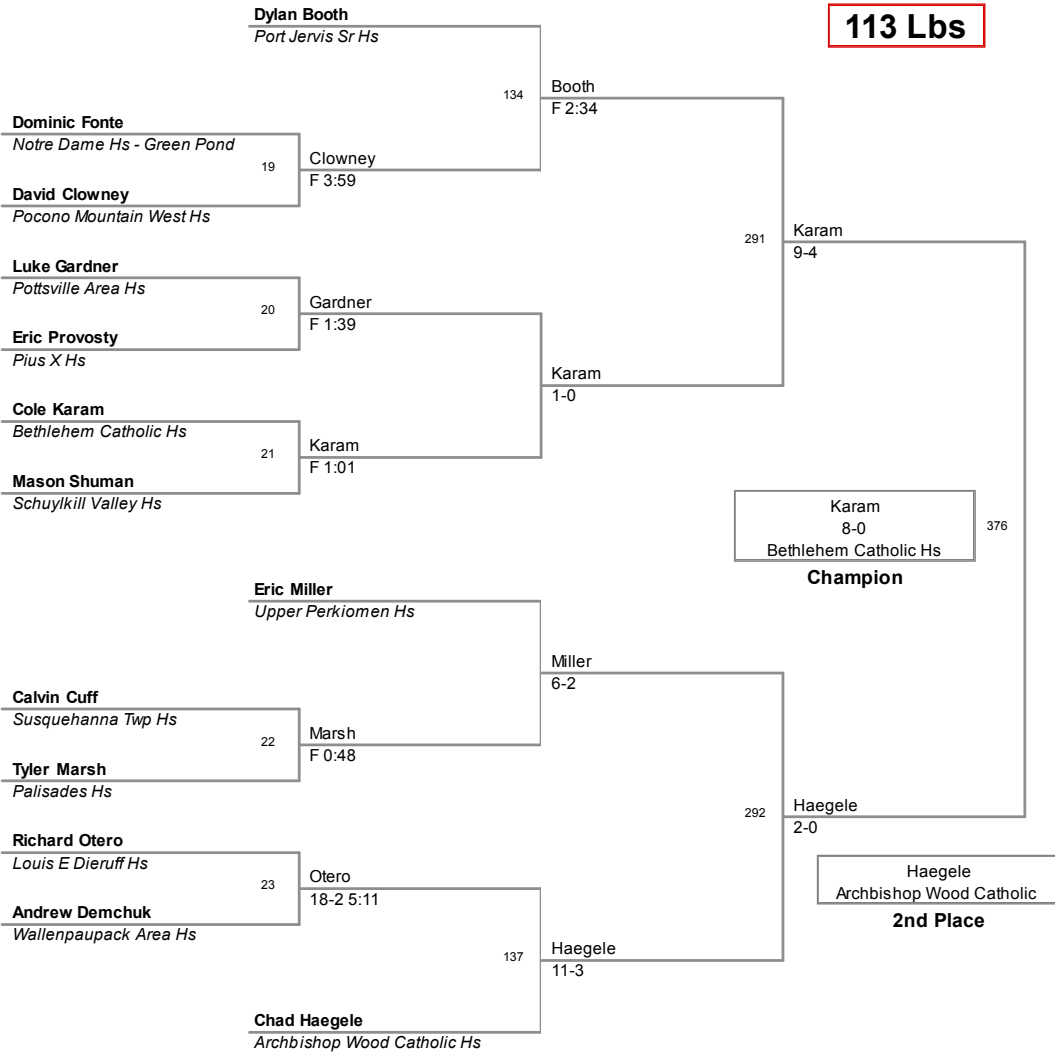 Dylan Booth
Port Jervis Sr Hs
113 Lbs
134
Booth
F 2:34
Dominic Fonte
Notre Dame Hs - Green Pond
19
Clowney
F 3:59
David Clowney
Pocono Mountain West Hs
291
Karam
9-4
Luke Gardner
Pottsville Area Hs
20
Gardner
F 1:39
Eric Provosty
Pius X Hs
Karam
1-0
Cole Karam
Bethlehem Catholic Hs
21
Karam
F 1:01
Mason Shuman
Schuylkill Valley Hs
Karam
8-0
Bethlehem Catholic Hs
376
Champion
Eric Miller
Upper Perkiomen Hs
Miller
6-2
Calvin Cuff
Susquehanna Twp Hs
22
Marsh
F 0:48
Tyler Marsh
Palisades Hs
292
Haegele
2-0
Richard Otero
Louis E Dieruff Hs
23
Otero
18-2 5:11
Andrew Demchuk
Wallenpaupack Area Hs
Haegele
Archbishop Wood Catholic
2nd Place
137
Haegele
11-3
Chad Haegele
Archbishop Wood Catholic Hs